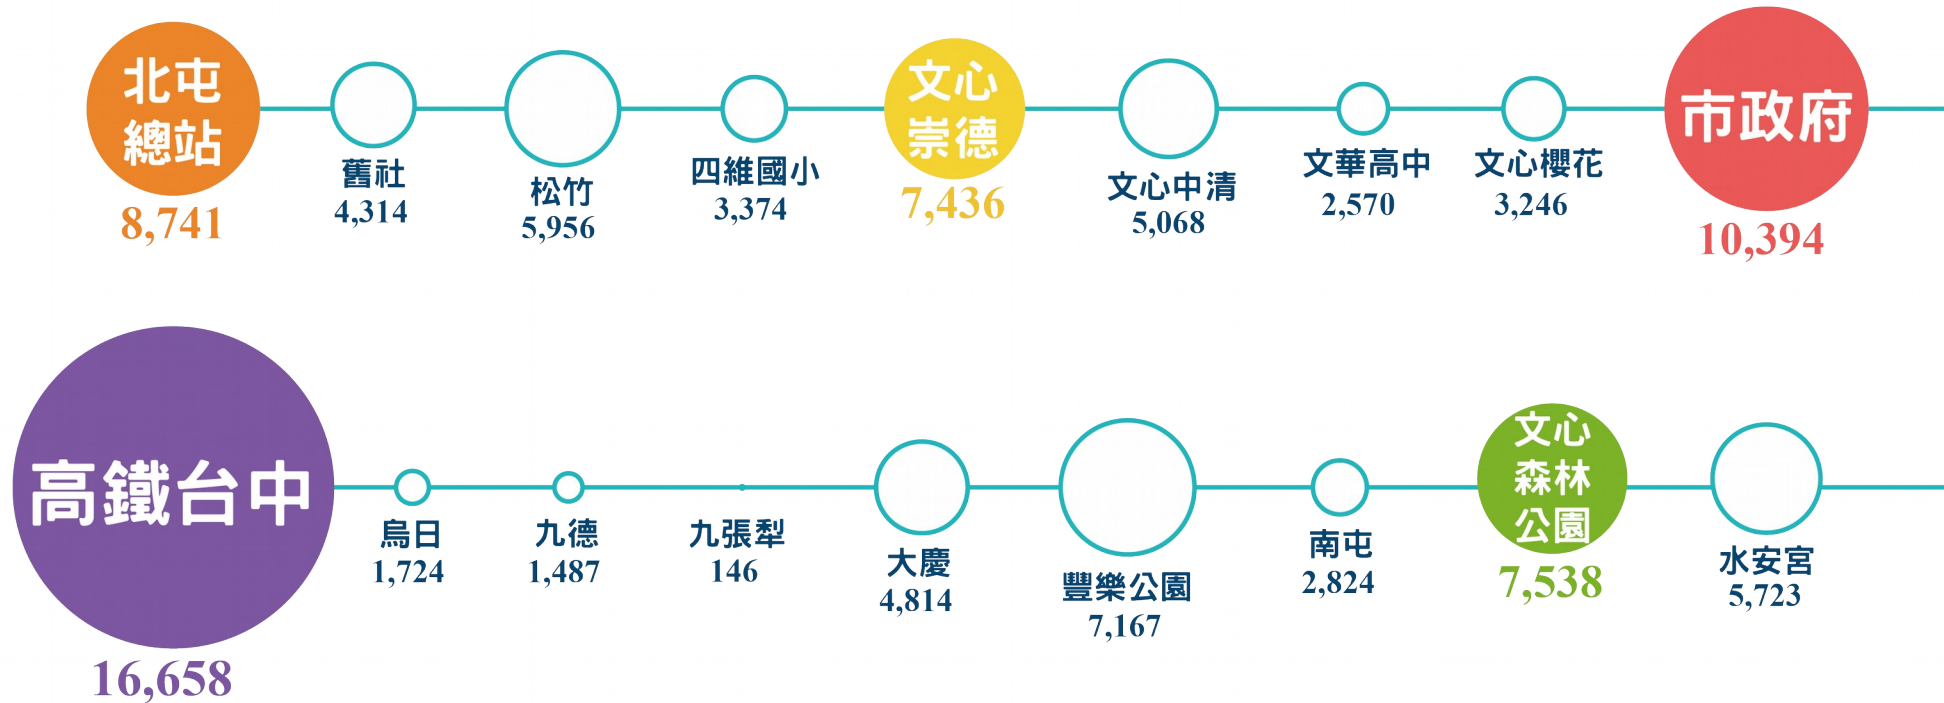 北屯
總站
8,741
舊社
4,314
松竹
5,956
四維國小
3,374
文心
崇德
7,436
文心中清
5,068
文華高中
2,570
文心櫻花
3,246
市政府
10,394
高鐵台中
16,658
烏日
1,724
九德
1,487
九張犁
146
大慶
4,814
豐樂公園
7,167
南屯
2,824
文心
森林
公園
7,538
水安宮
5,723